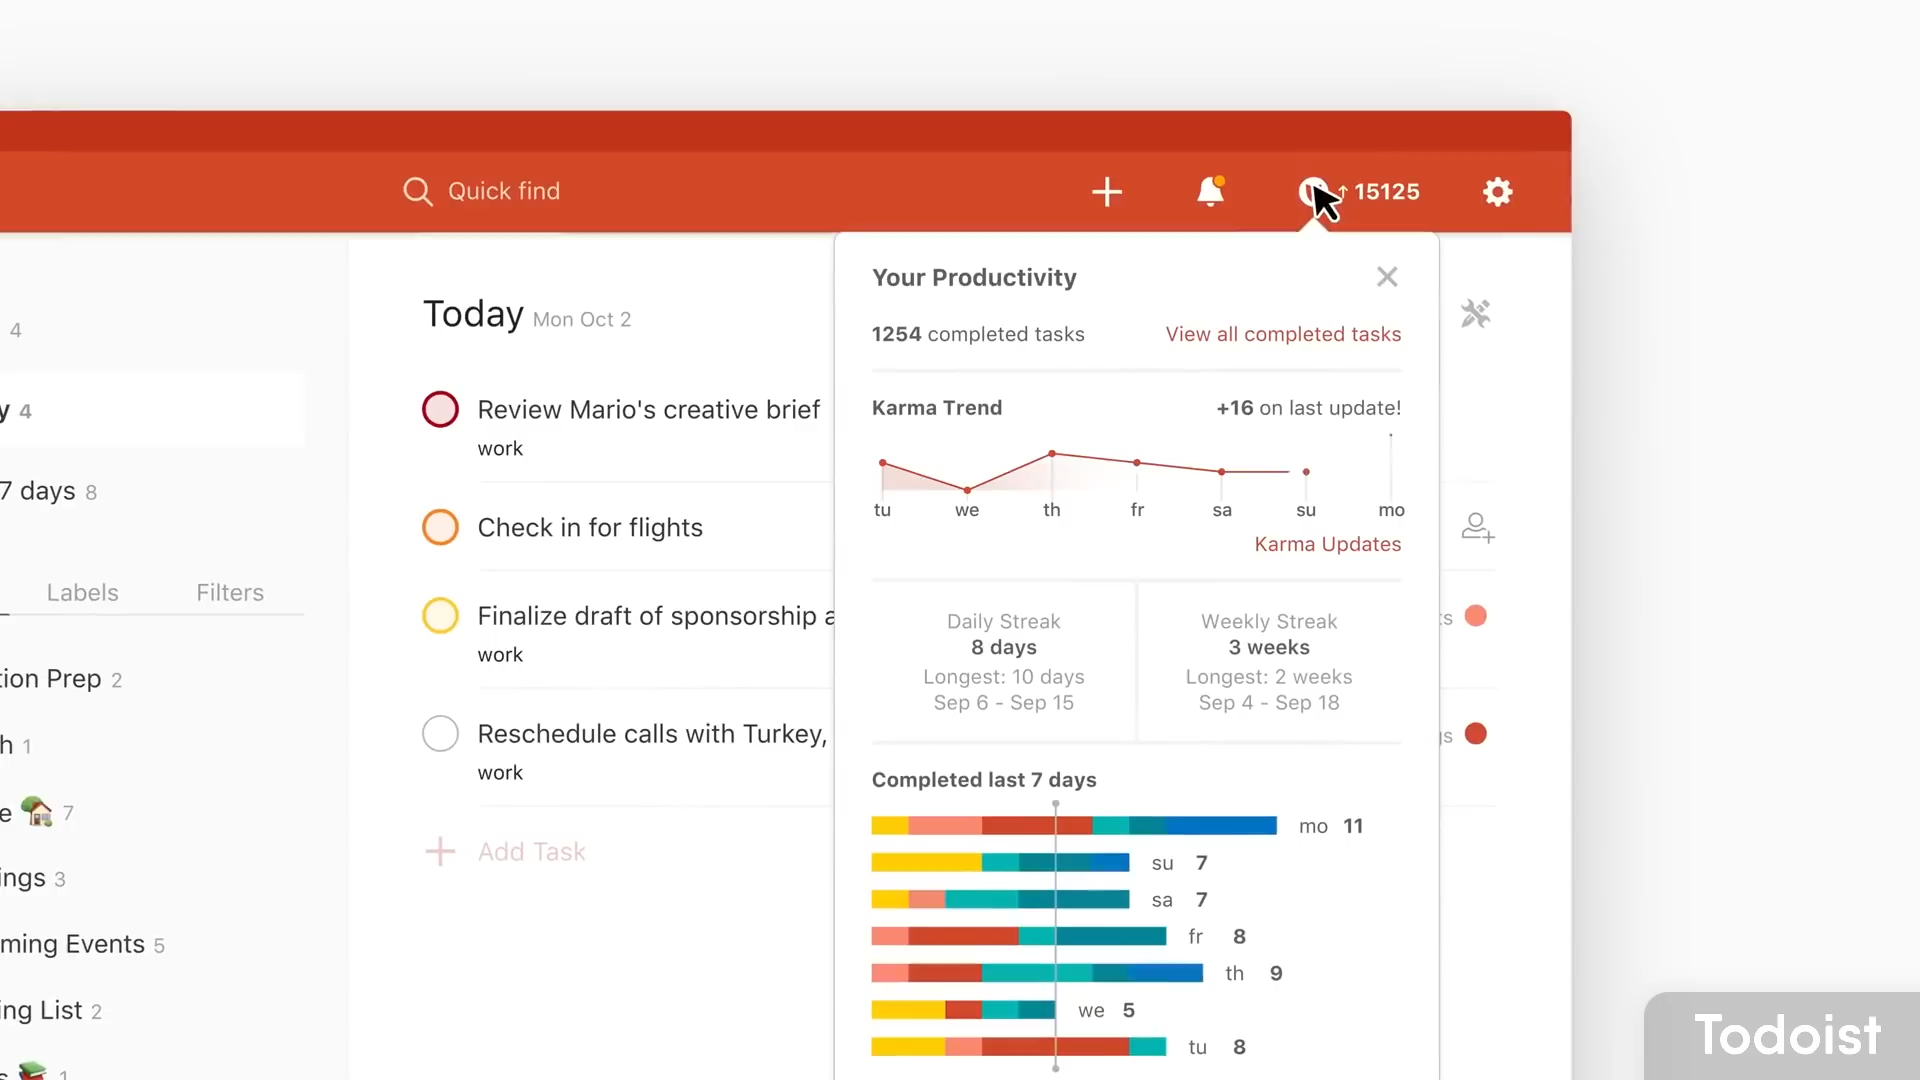 Quick find
15125
4
Today Mon Oct 2
y 4
7 days 8
Labels Filters
tion Prep 2
h 1
e 7
ings 3
ming Events 5
ing List 2
s 1
Review Mario's creative brief
work
Check in for flights
Finalize draft of sponsorship a
work
Reschedule calls with Turkey,
work
Add Task
Your Productivity
1254 completed tasks View all completed tasks
Karma Trend +16 on last update!
tu we th fr sa su mo
Karma Updates
Daily Streak
8 days
Longest: 10 days
Sep 6 - Sep 15
Weekly Streak
3 weeks
Longest: 2 weeks
Sep 4 - Sep 18
Completed last 7 days
mo 11
su 7
sa 7
fr 8
th 9
we 5
tu 8
Todoist